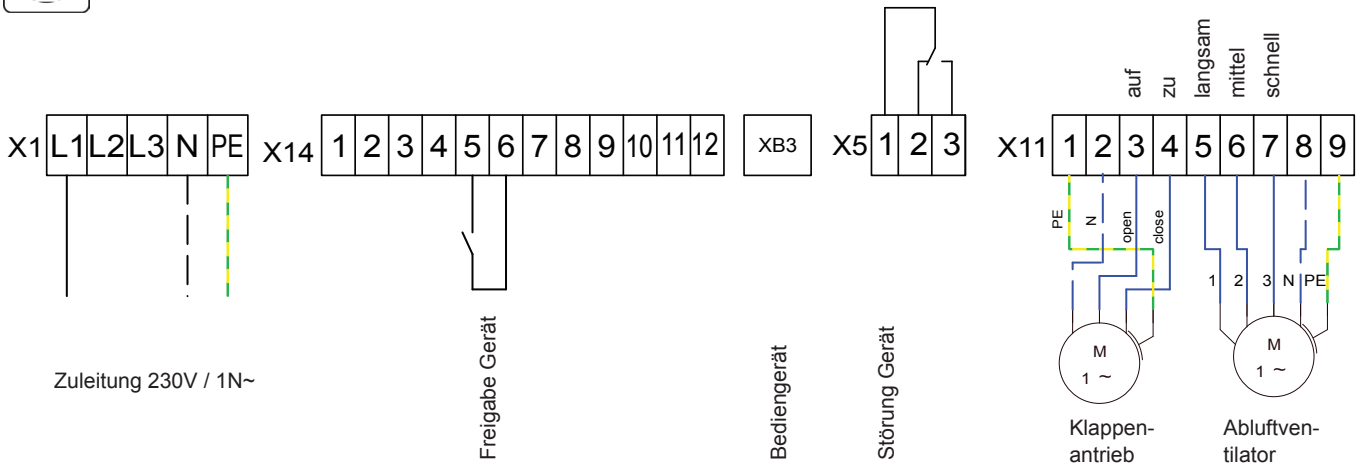 auf
zu
langsam
mittel
schnell
X1 L1 L2 L3 N PE
X14 1 2 3 4 5 6 7 8 9 10 11 12
XB3
X5 1 2 3
X11 1 2 3 4 5 6 7 8 9
PE
N
open
close
1 2 3 N PE
M
1 ~
M
1 ~
Zuleitung 230V / 1N~
Freigabe Gerät
Bediengerät
Störung Gerät
Klappen-
antrieb
Abluftven-
tilator